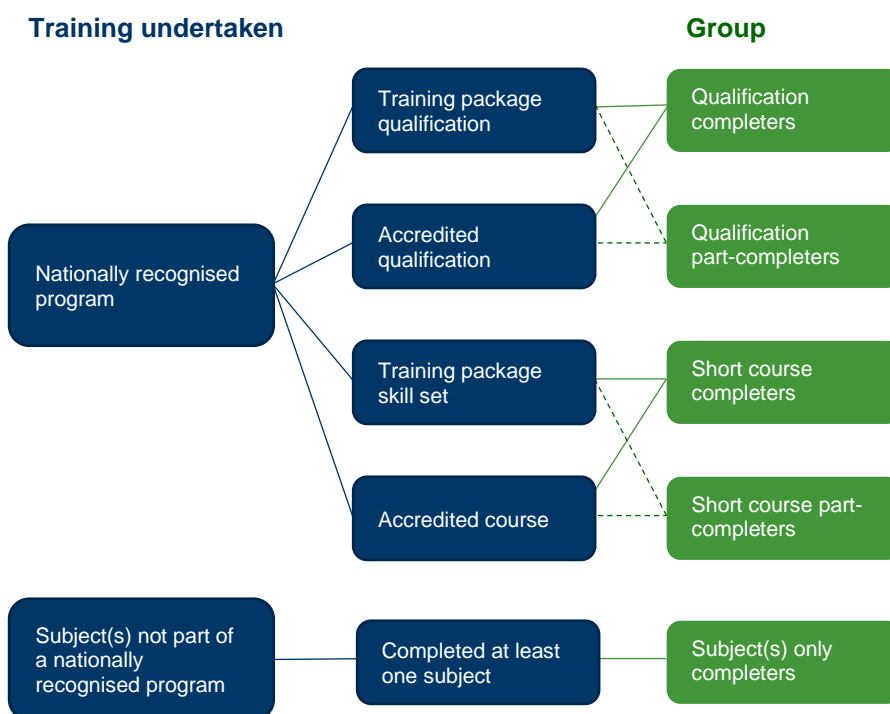 Training undertaken
Group
Training package
qualification
Qualification
completers
Accredited
qualification
Qualification
part-completers
Nationally recognised
program
Training package
skill set
Short course
completers
Accredited course
Short course part-
completers
Subject(s) not part of
a nationally
recognised program
Completed at least
one subject
Subject(s) only
completers